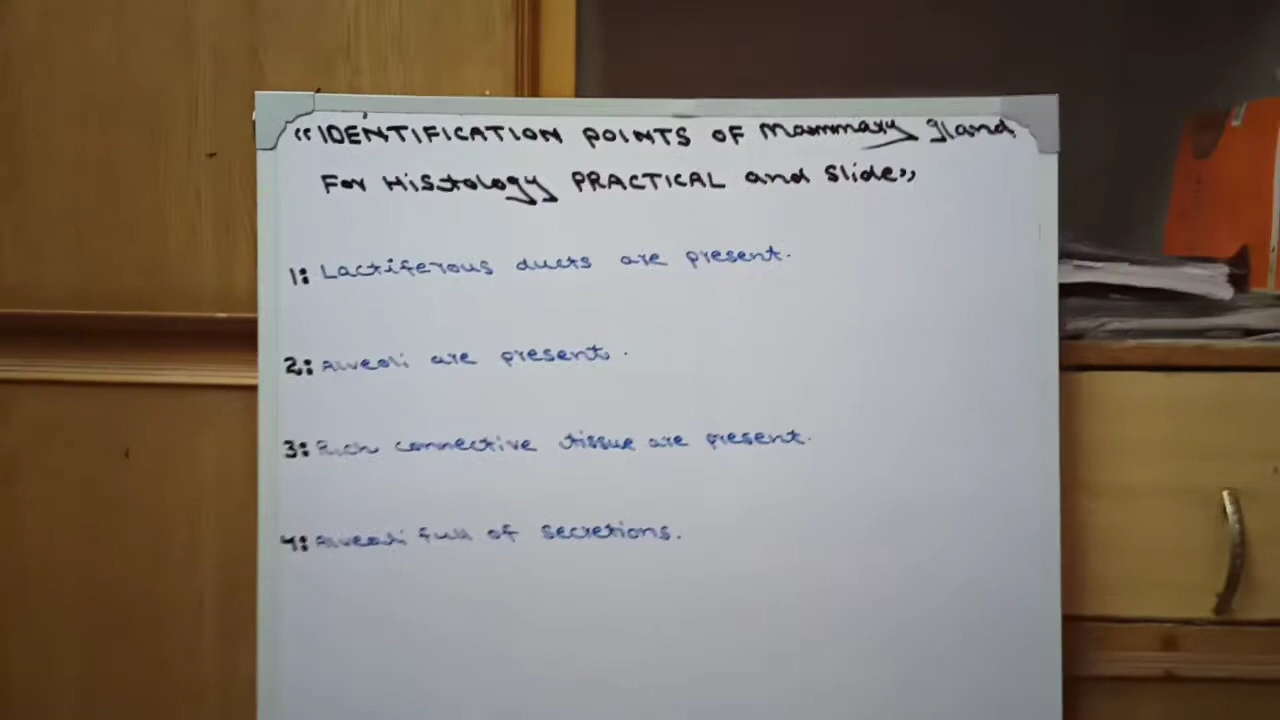 “IDENTIFICATION POINTS OF Mammary gland
For Histology PRACTICAL and Slide”
1: Lactiferous ducts are present.
2: Alveoli are present.
3: Rich connective tissue are present.
4: Alveoli full of secretions.